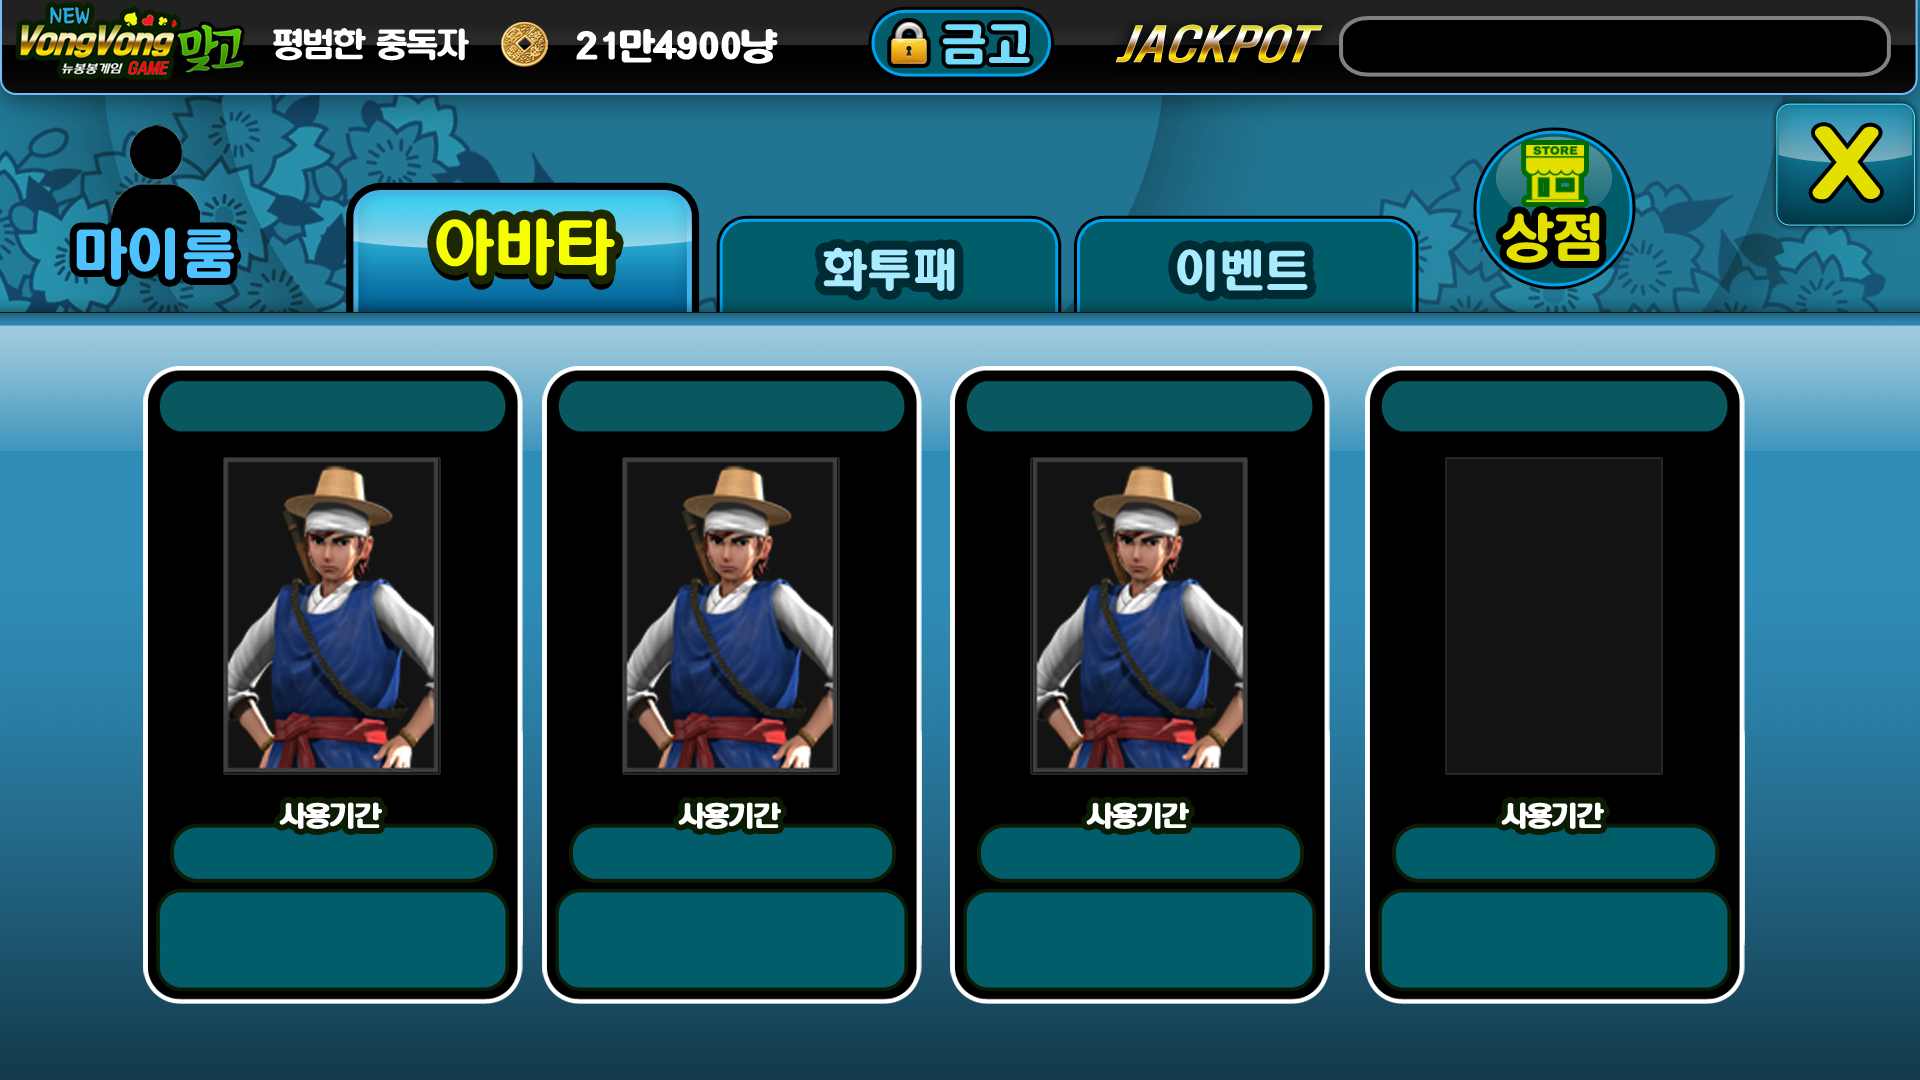 NEW
VongVong 맞고
뉴봉봉게임 GAME
평범한 중독자
21만4900냥
금고
JACKPOT
마이룸
아바타
화투패
이벤트
STORE
상점
X
사용기간
사용기간
사용기간
사용기간